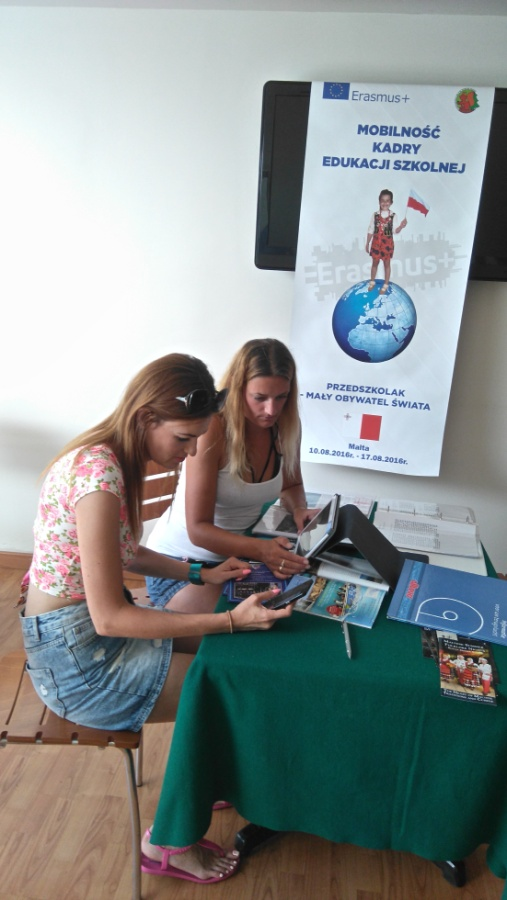 Erasmus+
MOBILNOŚĆ
KADRY
EDUKACJI SZKOLNEJ
Erasmus+
PRZEDSZKOLAK
- MAŁY OBYWATEL ŚWIATA
+
Malta
10.08.2016r. - 17.08.2016r.